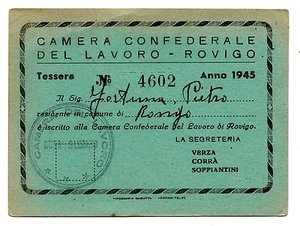 CAMERA CONFEDERALE
DEL LAVORO - ROVIGO
Tessera No 4602 Anno 1945
Il Sig. Pietro
residente in comune di Rovigo
è iscritto alla Camera Confederale del Lavoro di Rovigo.
LA SEGRETERIA
VERZA
CORRÀ
SOFFIANTINI
LAVORO